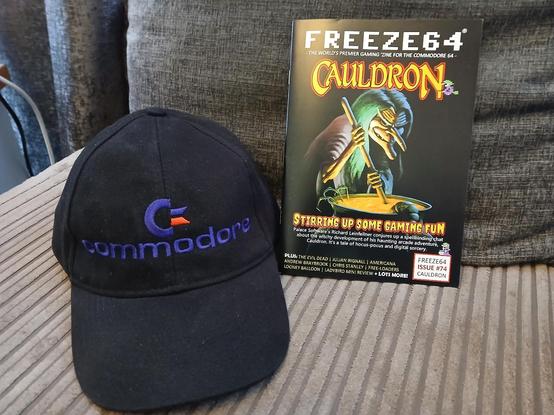 FREEZE64®
- THE WORLD'S PREMIER GAMING 'ZINE FOR THE COMMODORE 64 -
CAULDRON
STIRRING UP SOME GAMING FUN
Palace Software's Richard Leinfellner conjures up a spellbinding chat
about the witchy development of his haunting arcade adventure,
Cauldron. It's a tale of hocus-pocus and digital sorcery.
PLUS: THE EVIL DEAD | JULIAN RIGNALL | AMERICANA
ANDREW BRAYBROOK | CHRIS STANLEY | FREE-LOADERS
LOONEY BALLOON | LADYBIRD MINI REVIEW + LOTS MORE!
FREEZE64
ISSUE #74
CAULDRON
commodore